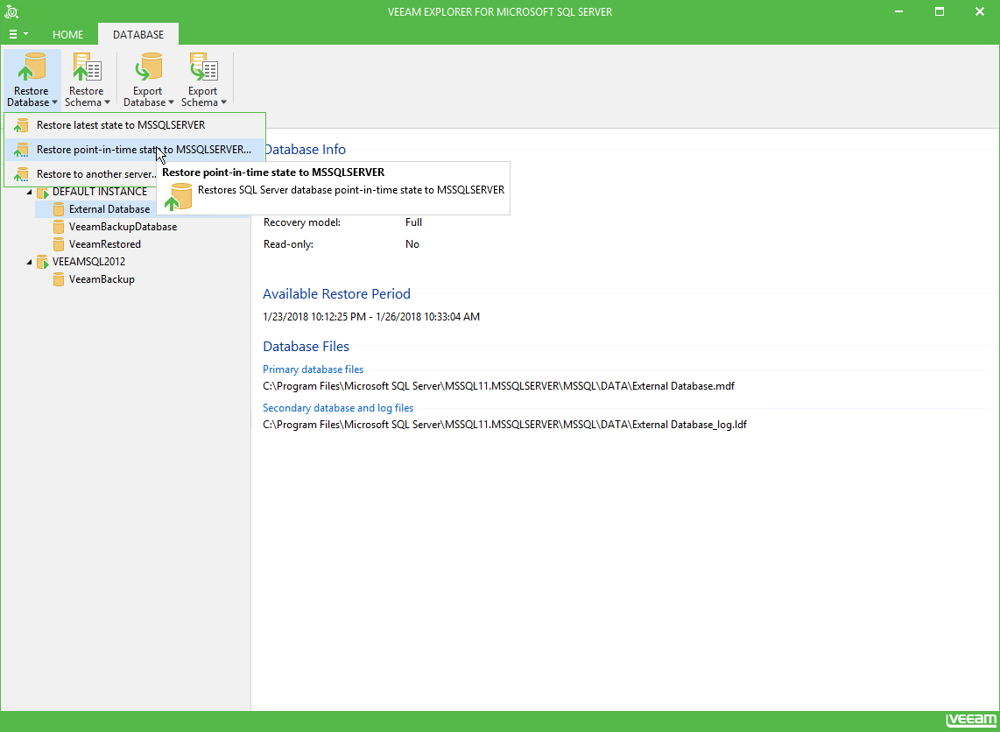 VEEAM EXPLORER FOR MICROSOFT SQL SERVER
HOME DATABASE
Restore Database
Restore Schema
Export Database
Export Schema
Restore latest state to MSSQLSERVER
Restore point-in-time state to MSSQLSERVER...
Restore to another server...
Database Info
Restore point-in-time state to MSSQLSERVER
Restores SQL Server database point-in-time state to MSSQLSERVER
DEFAULT INSTANCE
External Database
VeeamBackupDatabase
VeeamRestored
VEEAMSQL2012
VeeamBackup
Recovery model: Full
Read-only: No
Available Restore Period
1/23/2018 10:12:25 PM - 1/26/2018 10:33:04 AM
Database Files
Primary database files
C:\Program Files\Microsoft SQL Server\MSSQL11.MSSQLSERVER\MSSQL\DATA\External Database.mdf
Secondary database and log files
C:\Program Files\Microsoft SQL Server\MSSQL11.MSSQLSERVER\MSSQL\DATA\External Database_log.ldf
veeam